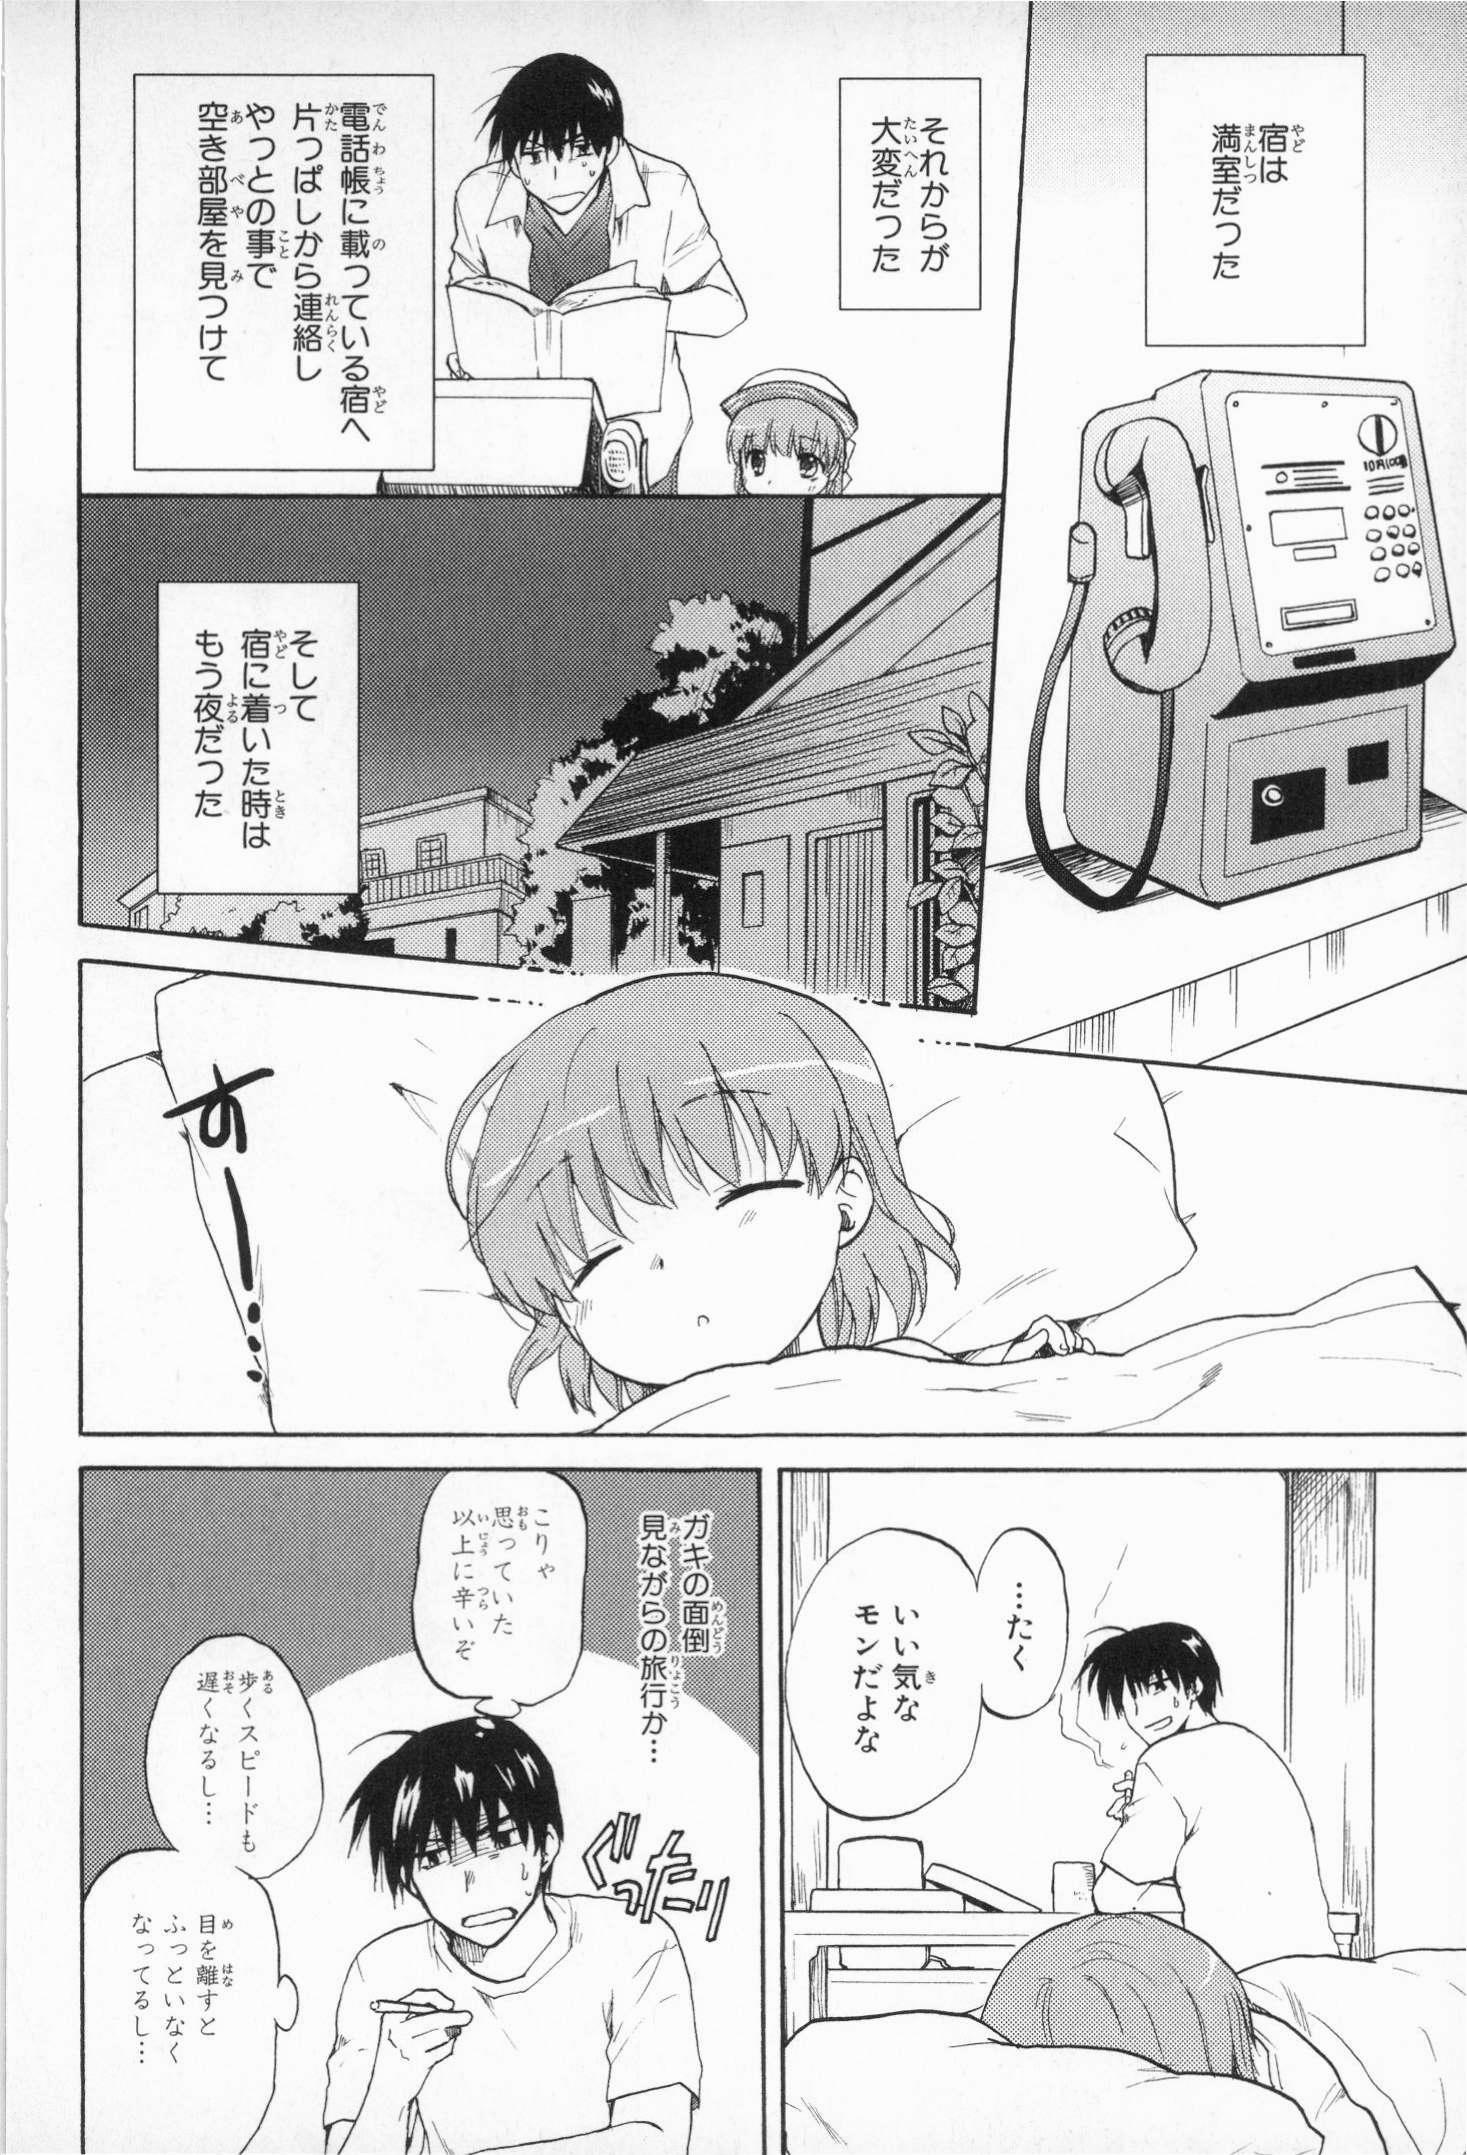 宿は
満室だった
それからが
大変だった
電話帳に載っている宿へ
片っぱしから連絡し
やっとの事で
空き部屋を見つけて
そして
宿に着いた時は
もう夜だった
すー…
…たく
いい気な
モンだよな
ガキの面倒
見ながらの旅行か…
こりゃ
思っていた
以上に辛いぞ
ぐったり
歩くスピードも
遅くなるし…
目を離すと
ふっといなく
なってるし…